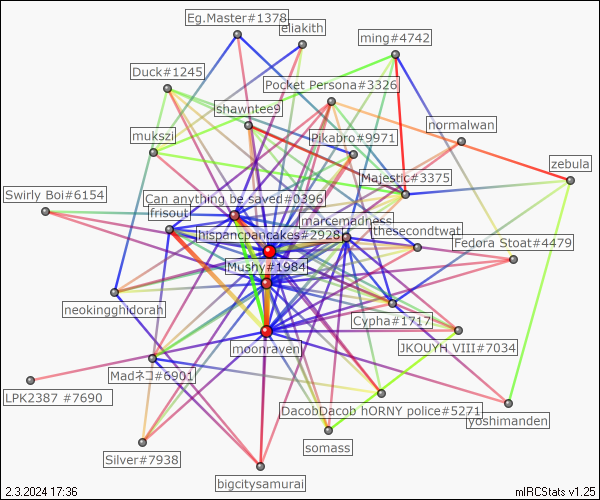 Eg.Master#1378
eliakith
ming#4742
Duck#1245
Pocket Persona#3326
shawntee9
normalwan
mukszi
Pikabro#9971
zebula
Majestic#3375
Swirly Boi#6154
Can anything be saved#0396
frisout
marcemadness
thesecondtwat
hispancpancakes#2928
Fedora Stoat#4479
Mushy#1984
neokingghidorah
Cypha#1717
moonraven
JKOUJYH VIII#7034
Madネコ#6901
LPK2387 #7690
DacobDacob hORNY police#5271
yoshimanden
somass
Silver#7938
bigcitysamurai
2.3.2024 17:36
mIRCStats v1.25